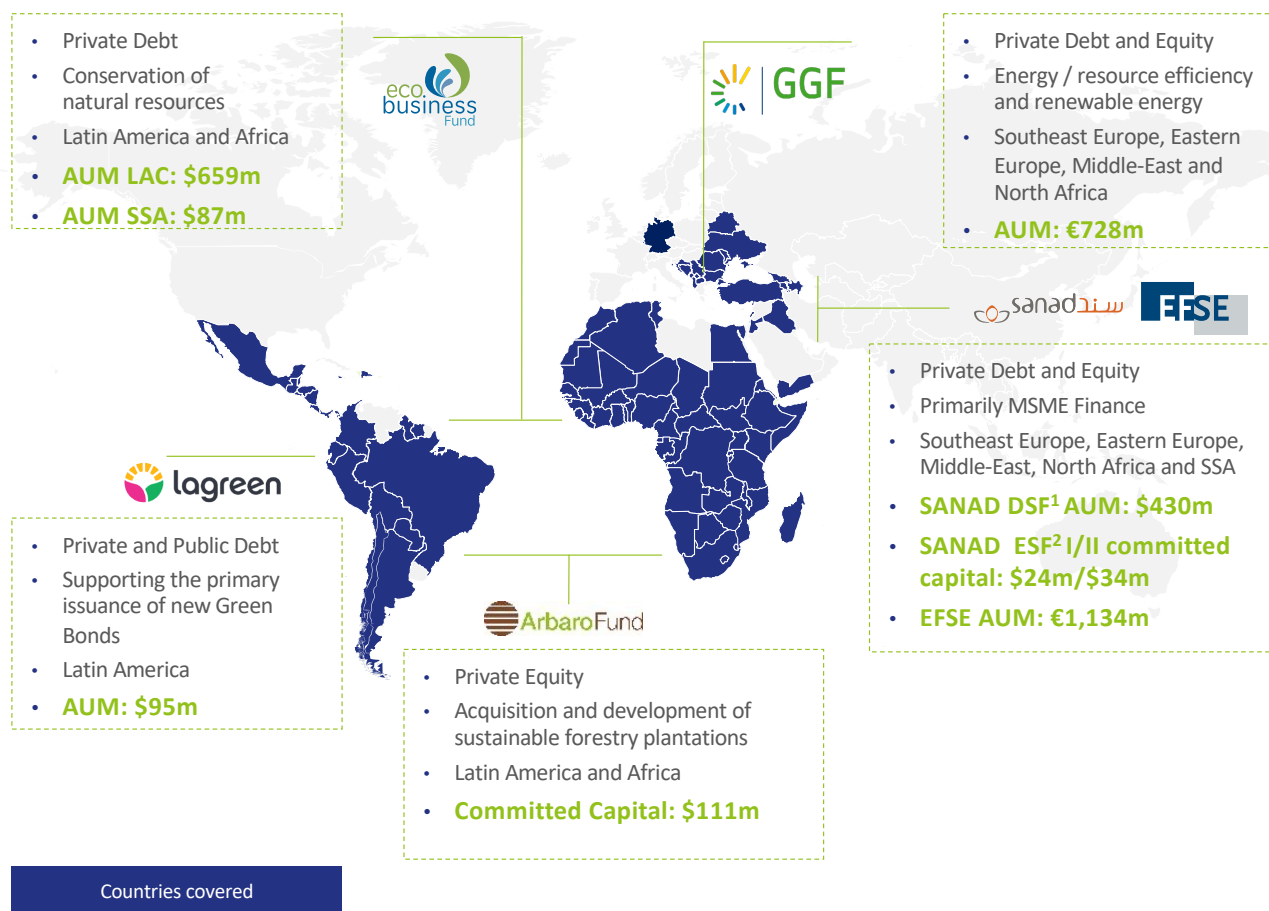 • Private Debt
• Conservation of
natural resources
• Latin America and Africa
• AUM LAC: $659m
• AUM SSA: $87m
eco.
business
Fund
GGF
• Private Debt and Equity
• Energy / resource efficiency
and renewable energy
• Southeast Europe, Eastern
Europe, Middle-East and
North Africa
• AUM: €728m
sanad سند
EFSE
• Private Debt and Equity
• Primarily MSME Finance
• Southeast Europe, Eastern Europe,
Middle-East, North Africa and SSA
• SANAD DSF¹ AUM: $430m
• SANAD ESF² I/II committed
capital: $24m/$34m
• EFSE AUM: €1,134m
lagreen
• Private and Public Debt
• Supporting the primary
issuance of new Green
Bonds
• Latin America
• AUM: $95m
ArbaroFund
• Private Equity
• Acquisition and development of
sustainable forestry plantations
• Latin America and Africa
• Committed Capital: $111m
Countries covered